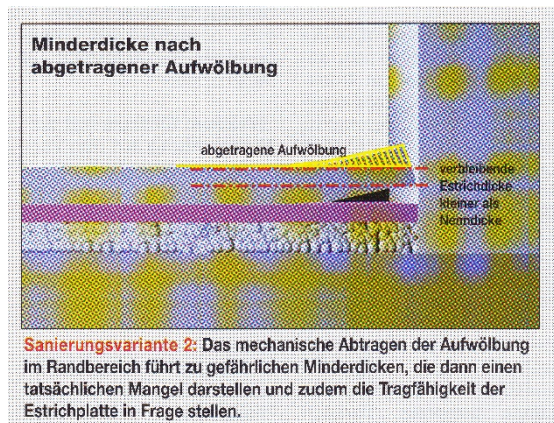 Minderdicke nach
abgetragener Aufwölbung
abgetragene Aufwölbung
verbleibende
Estrichdicke
kleiner als
Nenndicke
Sanierungsvariante 2: Das mechanische Abtragen der Aufwölbung
im Randbereich führt zu gefährlichen Minderdicken, die dann einen
tatsächlichen Mangel darstellen und zudem die Tragfähigkeit der
Estrichplatte in Frage stellen.